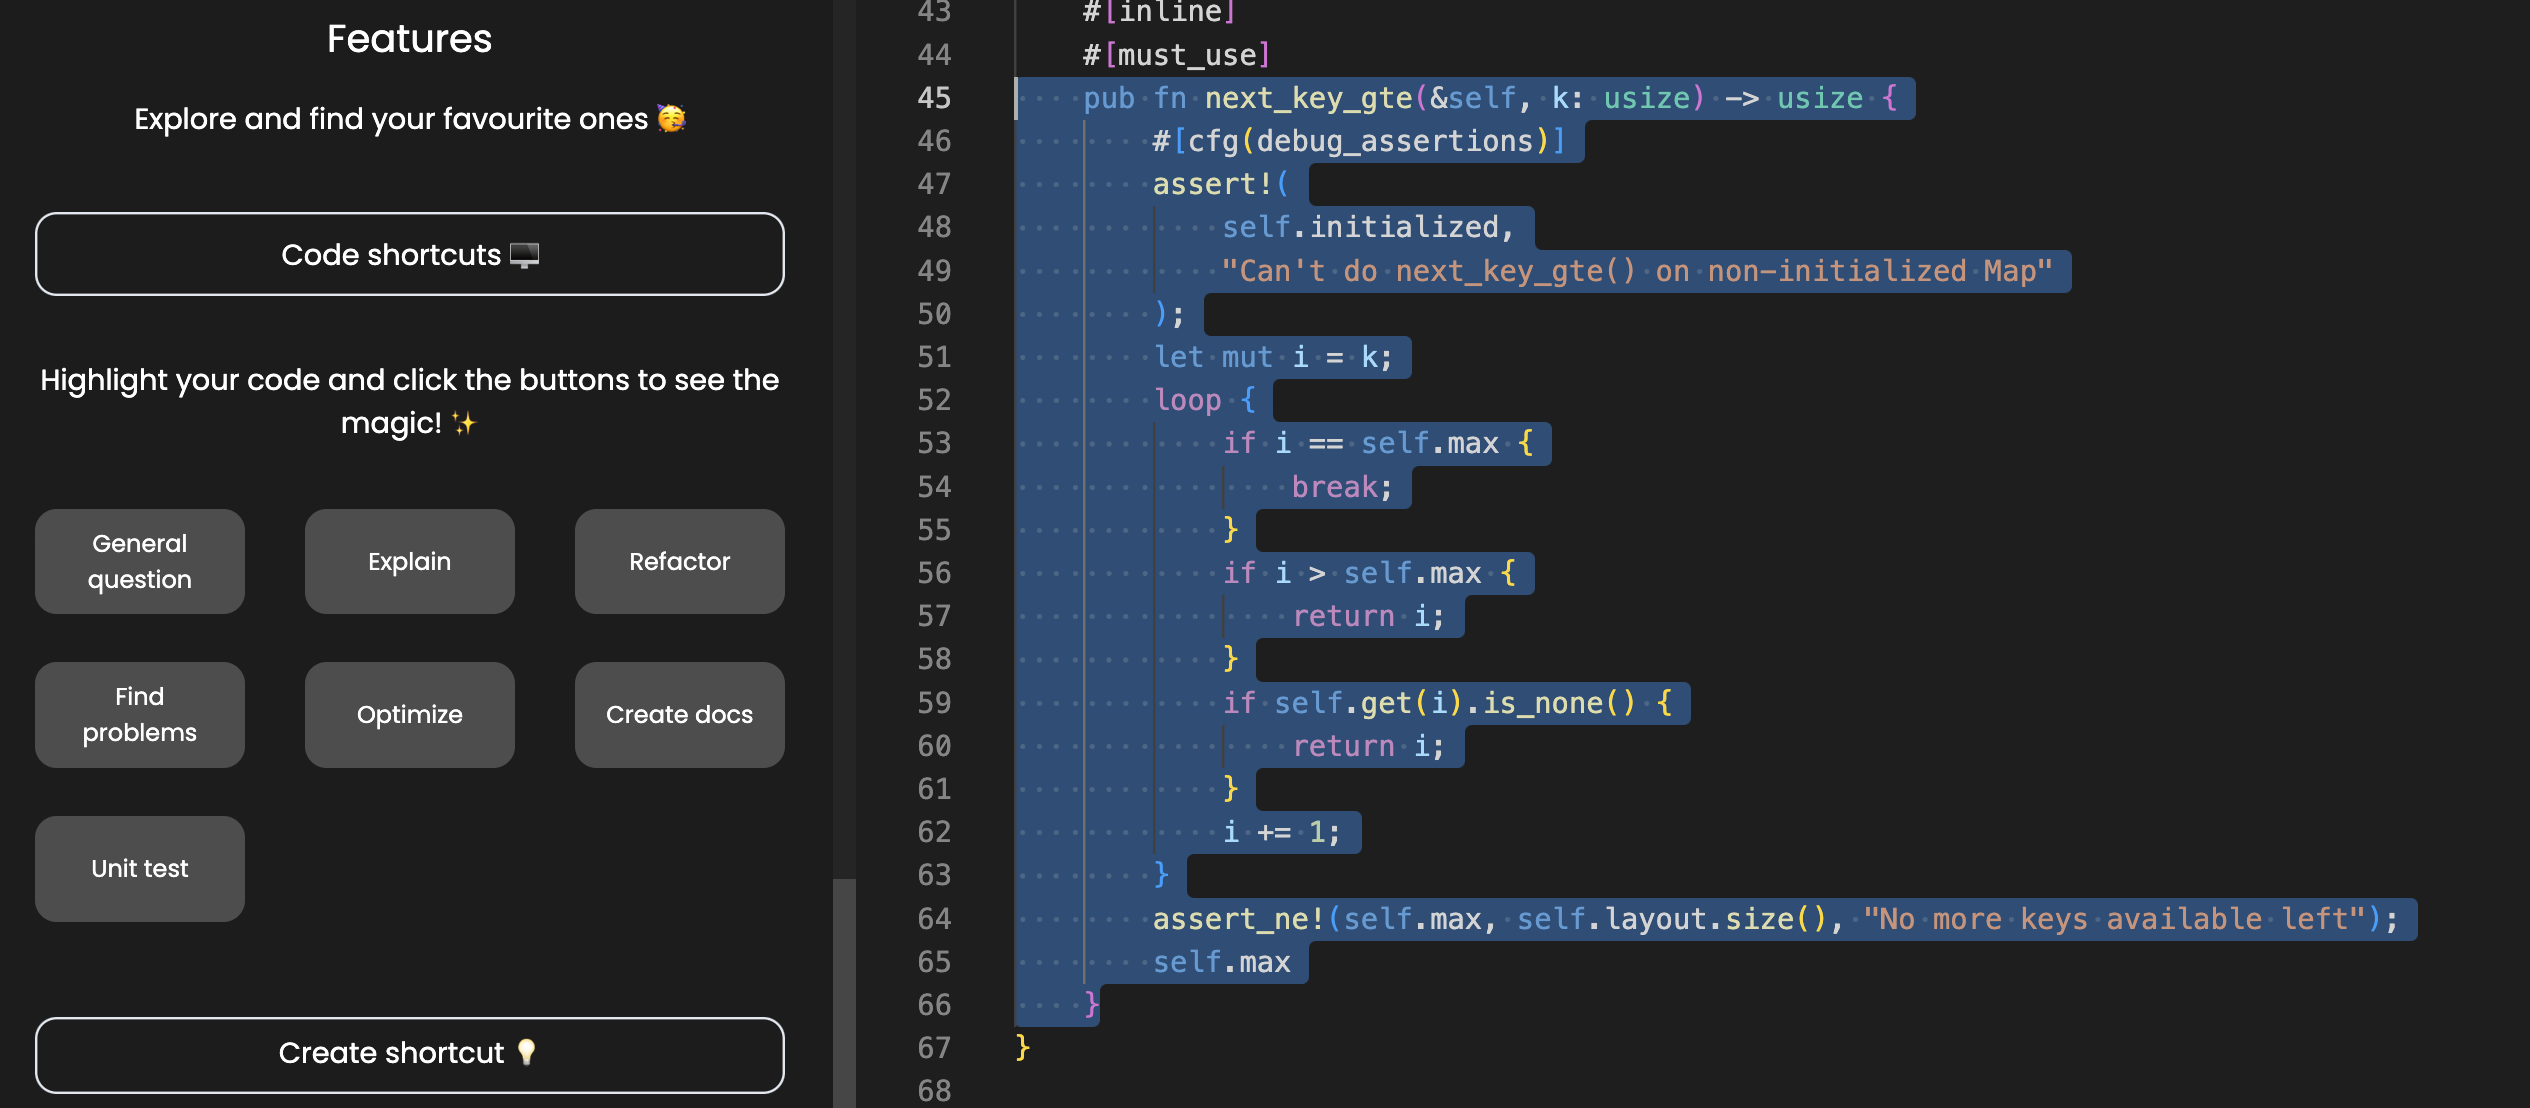 Features
Explore and find your favourite ones 🥳
Code shortcuts 🖥️
Highlight your code and click the buttons to see the
magic! ✨
General
question
Explain
Refactor
Find
problems
Optimize
Create docs
Unit test
Create shortcut 💡
43 #[inline]
44 #[must_use]
45 pub fn next_key_gte(&self, k: usize) -> usize {
46 #[cfg(debug_assertions)]
47 assert!(
48 self.initialized,
49 "Can't do next_key_gte() on non-initialized Map"
50 );
51 let mut i = k;
52 loop {
53 if i == self.max {
54 break;
55 }
56 if i > self.max {
57 return i;
58 }
59 if self.get(i).is_none() {
60 return i;
61 }
62 i += 1;
63 }
64 assert_ne!(self.max, self.layout.size(), "No more keys available left");
65 self.max
66 }
67 }
68